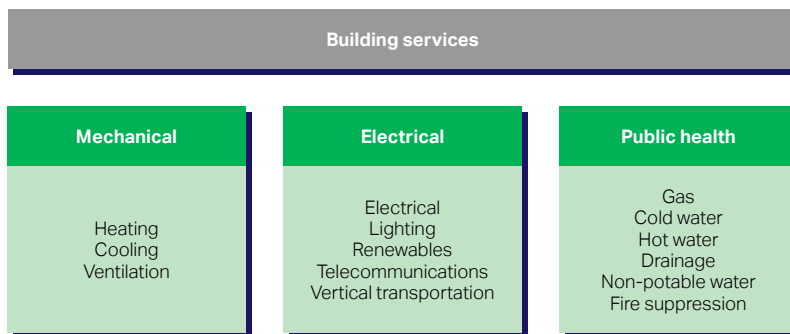 Building services
Mechanical
Heating
Cooling
Ventilation
Electrical
Electrical
Lighting
Renewables
Telecommunications
Vertical transportation
Public health
Gas
Cold water
Hot water
Drainage
Non-potable water
Fire suppression